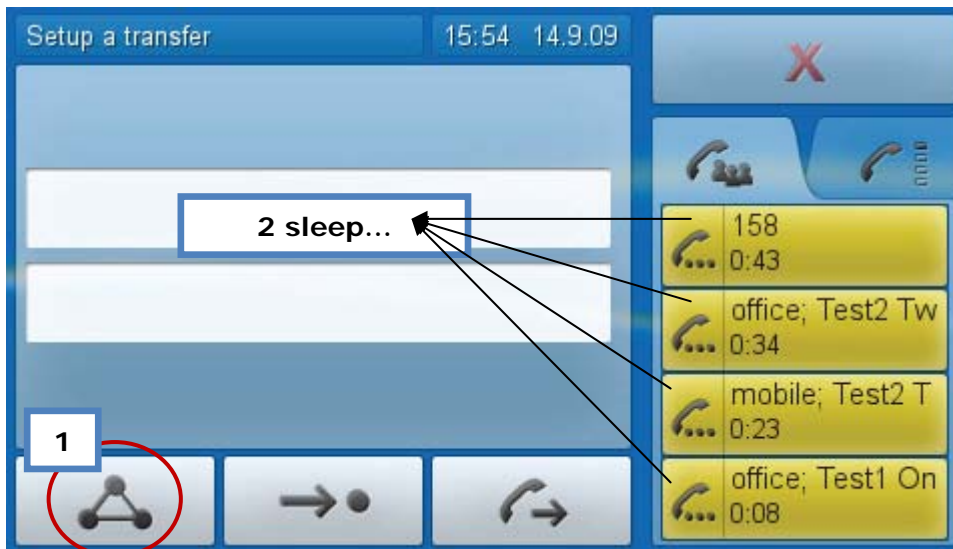 Setup a transfer
15:54 14.9.09
X
2 sleep...
158
0:43
office; Test2 Tw
0:34
mobile; Test2 T
0:23
office; Test1 On
0:08
1